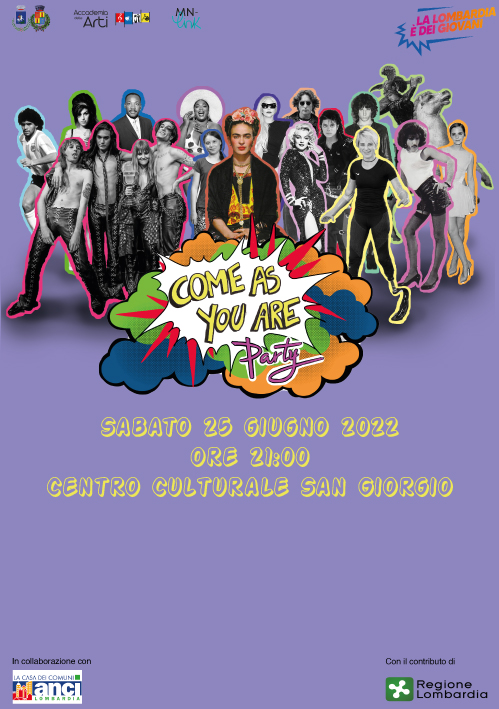 Accademia
Arti
MN-
Link
LA LOMBARDIA
È DEI GIOVANI
COME AS
YOU ARE
Party
SABATO 25 GIUGNO 2022
ORE 21:00
CENTRO CULTURALE SAN GIORGIO
In collaborazione con
Con il contributo di
LA CASA DEI COMUNI
anci
LOMBARDIA
Regione
Lombardia